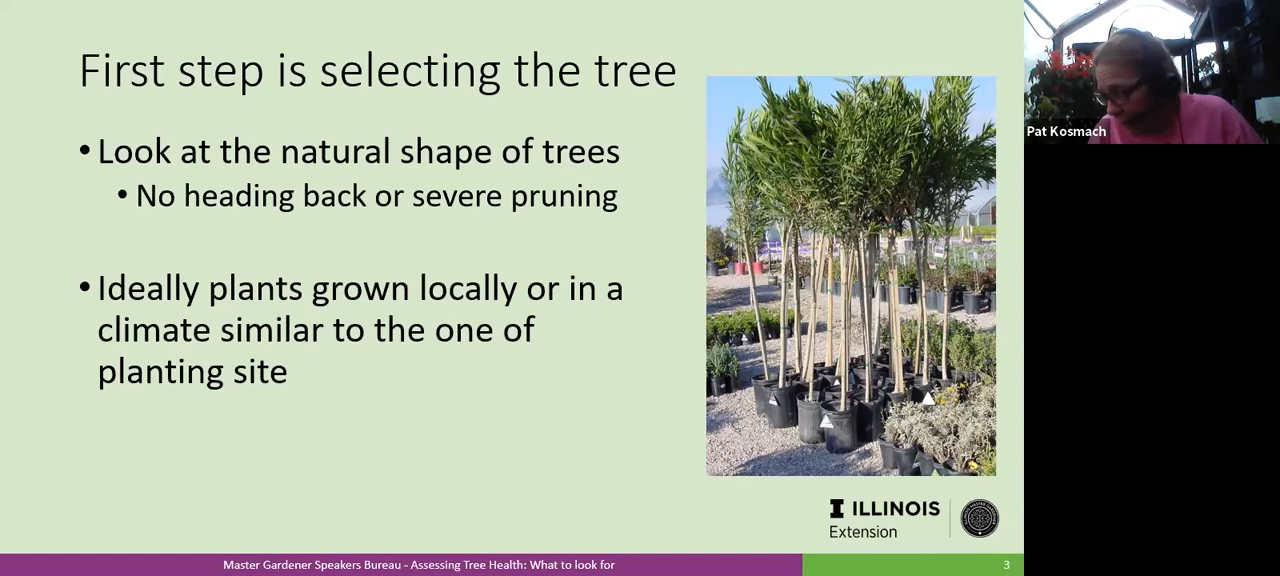 First step is selecting the tree
• Look at the natural shape of trees
• No heading back or severe pruning
• Ideally plants grown locally or in a
climate similar to the one of
planting site
Pat Kosmach
ILLINOIS
Extension
Master Gardener Speakers Bureau - Assessing Tree Health: What to look for
3